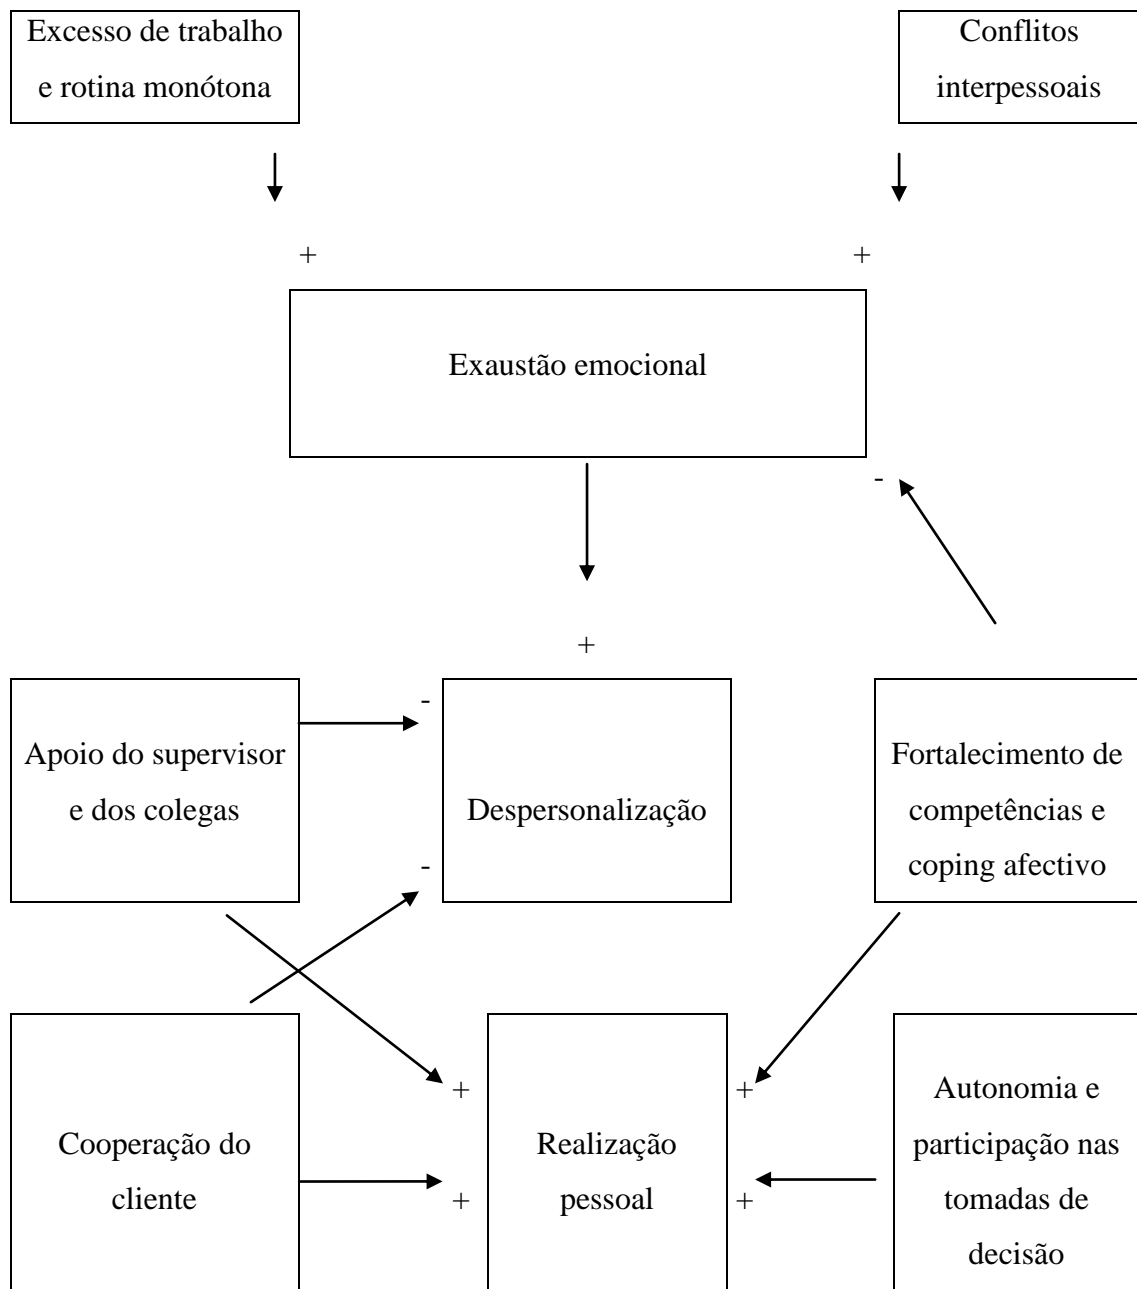 Excesso de trabalho
e rotina monótona
Conflitos
interpessoais
+
+
Exaustão emocional
-
+
Apoio do supervisor
e dos colegas
-
-
Despersonalização
Fortalecimento de
competências e
coping afectivo
Cooperação do
cliente
+
+
Realização
pessoal
+
+
Autonomia e
participação nas
tomadas de
decisão